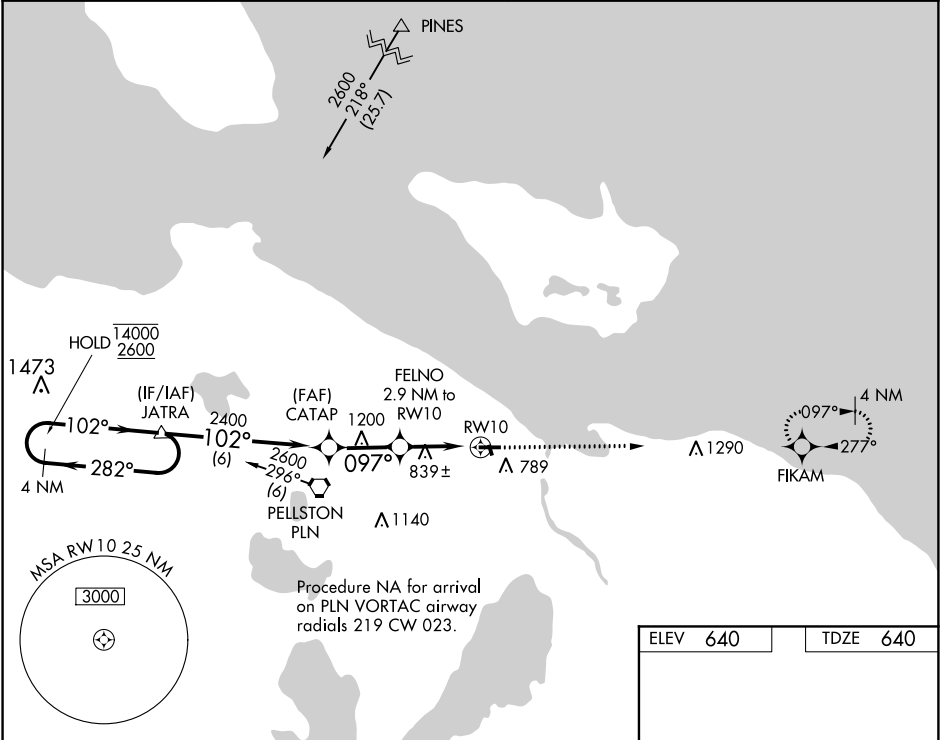 PINES
2600
218°
(25.7)
HOLD
14000
2600
1473
(IF/IAF)
JATRA
102°
282°
4 NM
2400
102°
(6)
(FAF)
CATAP
1200
097°
FELNO
2.9 NM to
RW10
839±
RW10
789
2600
296°
(6)
PELLSTON
PLN
1140
1290
097°
4 NM
277°
FIKAM
MSA RW10 25 NM
3000
Procedure NA for arrival
on PLN VORTAC airway
radials 219 CW 023.
ELEV 640
TDZE 640